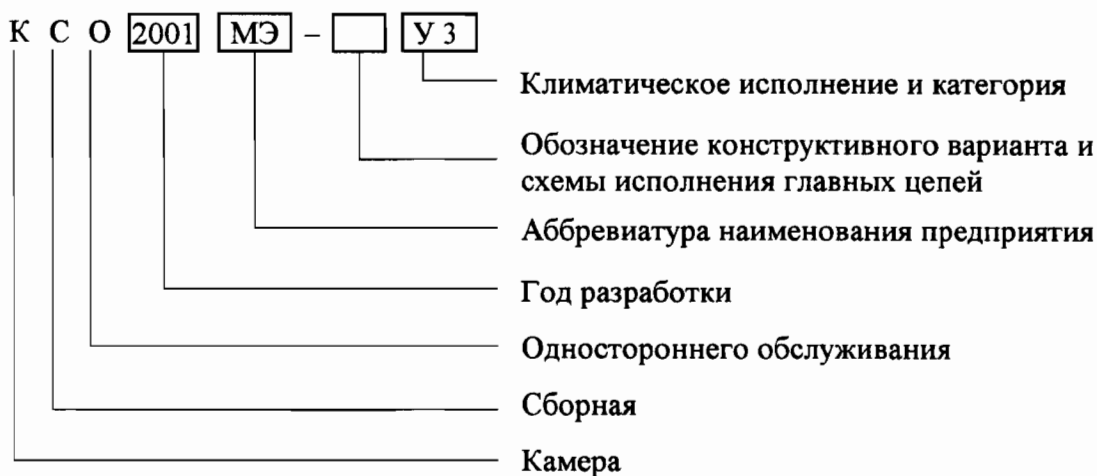 К С О 2001 МЭ – У 3
Климатическое исполнение и категория
Обозначение конструктивного варианта и
схемы исполнения главных цепей
Аббревиатура наименования предприятия
Год разработки
Одностороннего обслуживания
Сборная
Камера